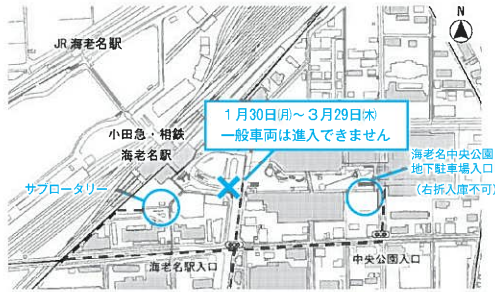 N
JR 海老名駅
1月30日(月)～3月29日(木)
一般車両は進入できません
小田急・相鉄
海老名駅
海老名中央公園
地下駐車場入口
(右折入庫不可)
サブロータリー
海老名駅入口
中央公園入口